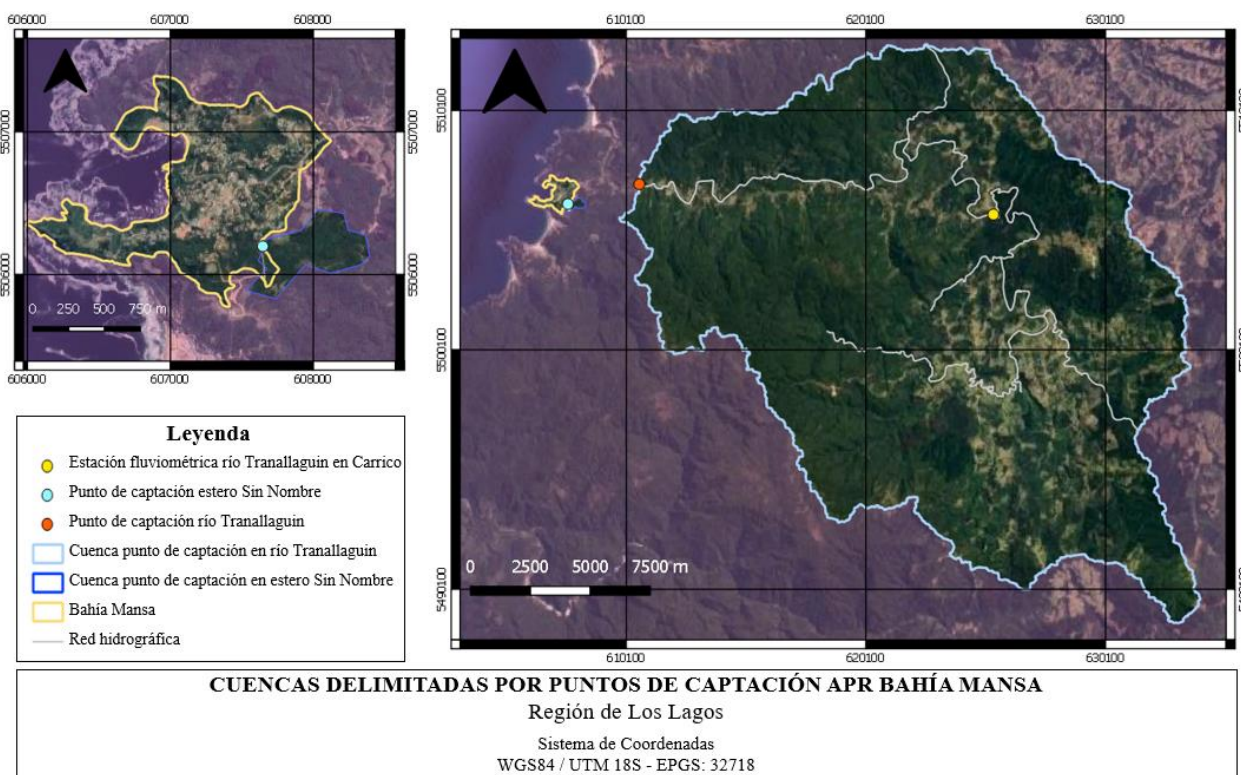 606000
607000
608000
5507000
5507000
5506000
5506000
0 250 500 750 m
606000
607000
608000
610100
620100
630100
5510100
5500100
5490100
0 2500 5000 7500 m
610100
620100
630100
Leyenda
Estación fluviométrica río Tranallaguin en Carrico
Punto de captación estero Sin Nombre
Punto de captación río Tranallaguin
Cuenca punto de captación en río Tranallaguin
Cuenca punto de captación en estero Sin Nombre
Bahía Mansa
Red hidrográfica
CUENCAS DELIMITADAS POR PUNTOS DE CAPTACIÓN APR BAHÍA MANSA
Región de Los Lagos
Sistema de Coordenadas
WGS84 / UTM 18S - EPGS: 32718